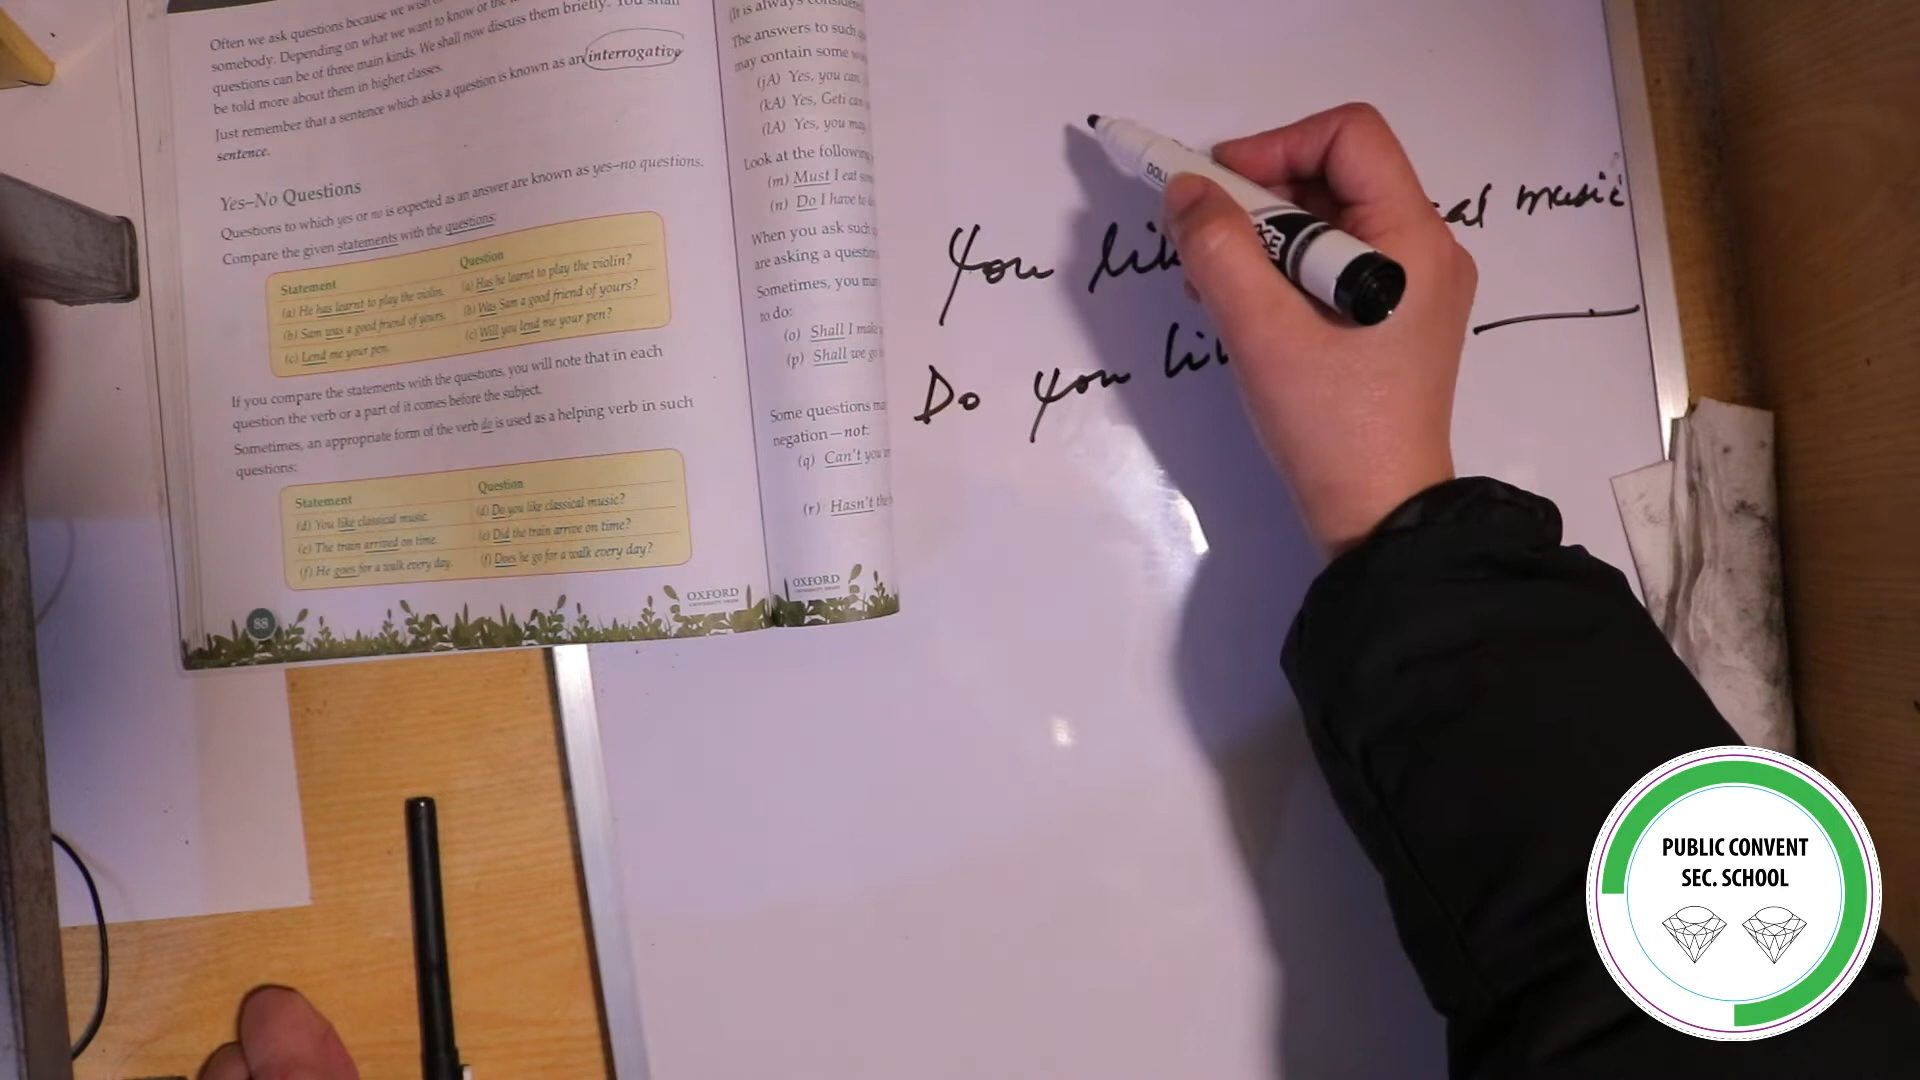 Often we ask questions because we wish
somebody. Depending on what we want to know or the
questions can be of three main kinds. We shall now discuss them briefly. You shall
be told more about them in higher classes.
Just remember that a sentence which asks a question is known as an interrogative
sentence.
Yes–No Questions
Questions to which yes or no is expected as an answer are known as yes–no questions.
Compare the given statements with the questions:
Statement Question
(a) He has learnt to play the violin. (a) Has he learnt to play the violin?
(b) Sam was a good friend of yours. (b) Was Sam a good friend of yours?
(c) Lend me your pen. (c) Will you lend me your pen?
If you compare the statements with the questions, you will note that in each
question the verb or a part of it comes before the subject.
Sometimes, an appropriate form of the verb do is used as a helping verb in such
questions:
Statement Question
(d) You like classical music. (d) Do you like classical music?
(e) The train arrived on time. (e) Did the train arrive on time?
(f) He goes for a walk every day. (f) Does he go for a walk every day?
88
OXFORD
UNIVERSITY PRESS
(It is always considered
The answers to such
may contain some
(jA) Yes, you can,
(kA) Yes, Geti can
(lA) Yes, you may
Look at the following
(m) Must I eat
(n) Do I have to
When you ask such
are asking a question
Sometimes, you may
to do:
(o) Shall I make
(p) Shall we go
Some questions
negation—not:
(q) Can't you
(r) Hasn't the
OXFORD
UNIVERSITY PRESS
You music
Do you
PUBLIC CONVENT
SEC. SCHOOL